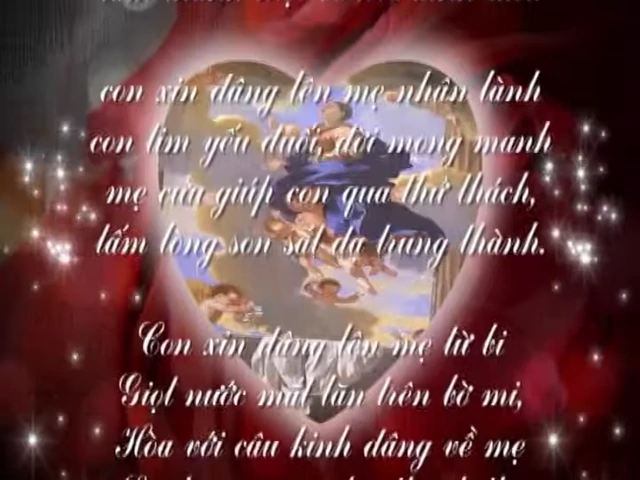 con xin dâng lên mẹ nhân lành
con tim yếu đuối, đời mong manh
mẹ cứu giúp con qua thử thách,
tấm lòng son sắt dạ trung thành.
Con xin dâng lên mẹ từ bi
Giọt nước mắt lăn trên bờ mi,
Hòa với câu kinh dâng về mẹ